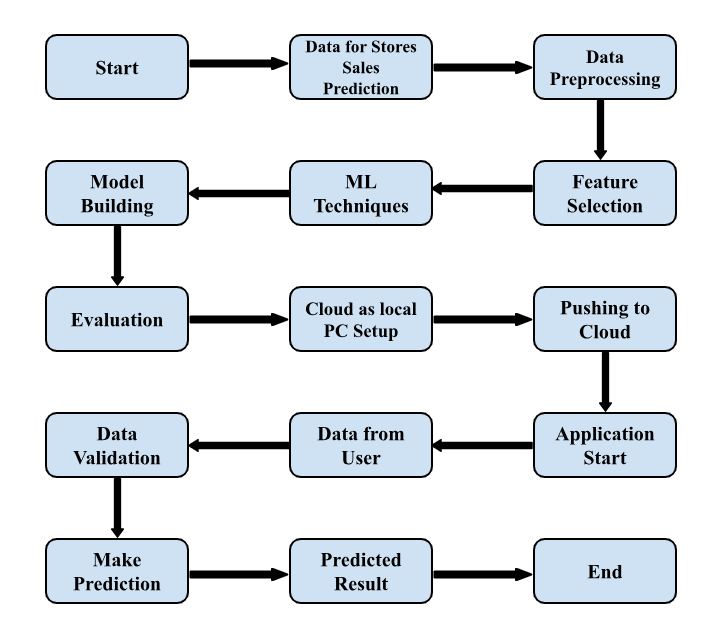 Start
Data for Stores
Sales
Prediction
Data
Preprocessing
Model
Building
ML
Techniques
Feature
Selection
Evaluation
Cloud as local
PC Setup
Pushing to
Cloud
Data
Validation
Data from
User
Application
Start
Make
Prediction
Predicted
Result
End